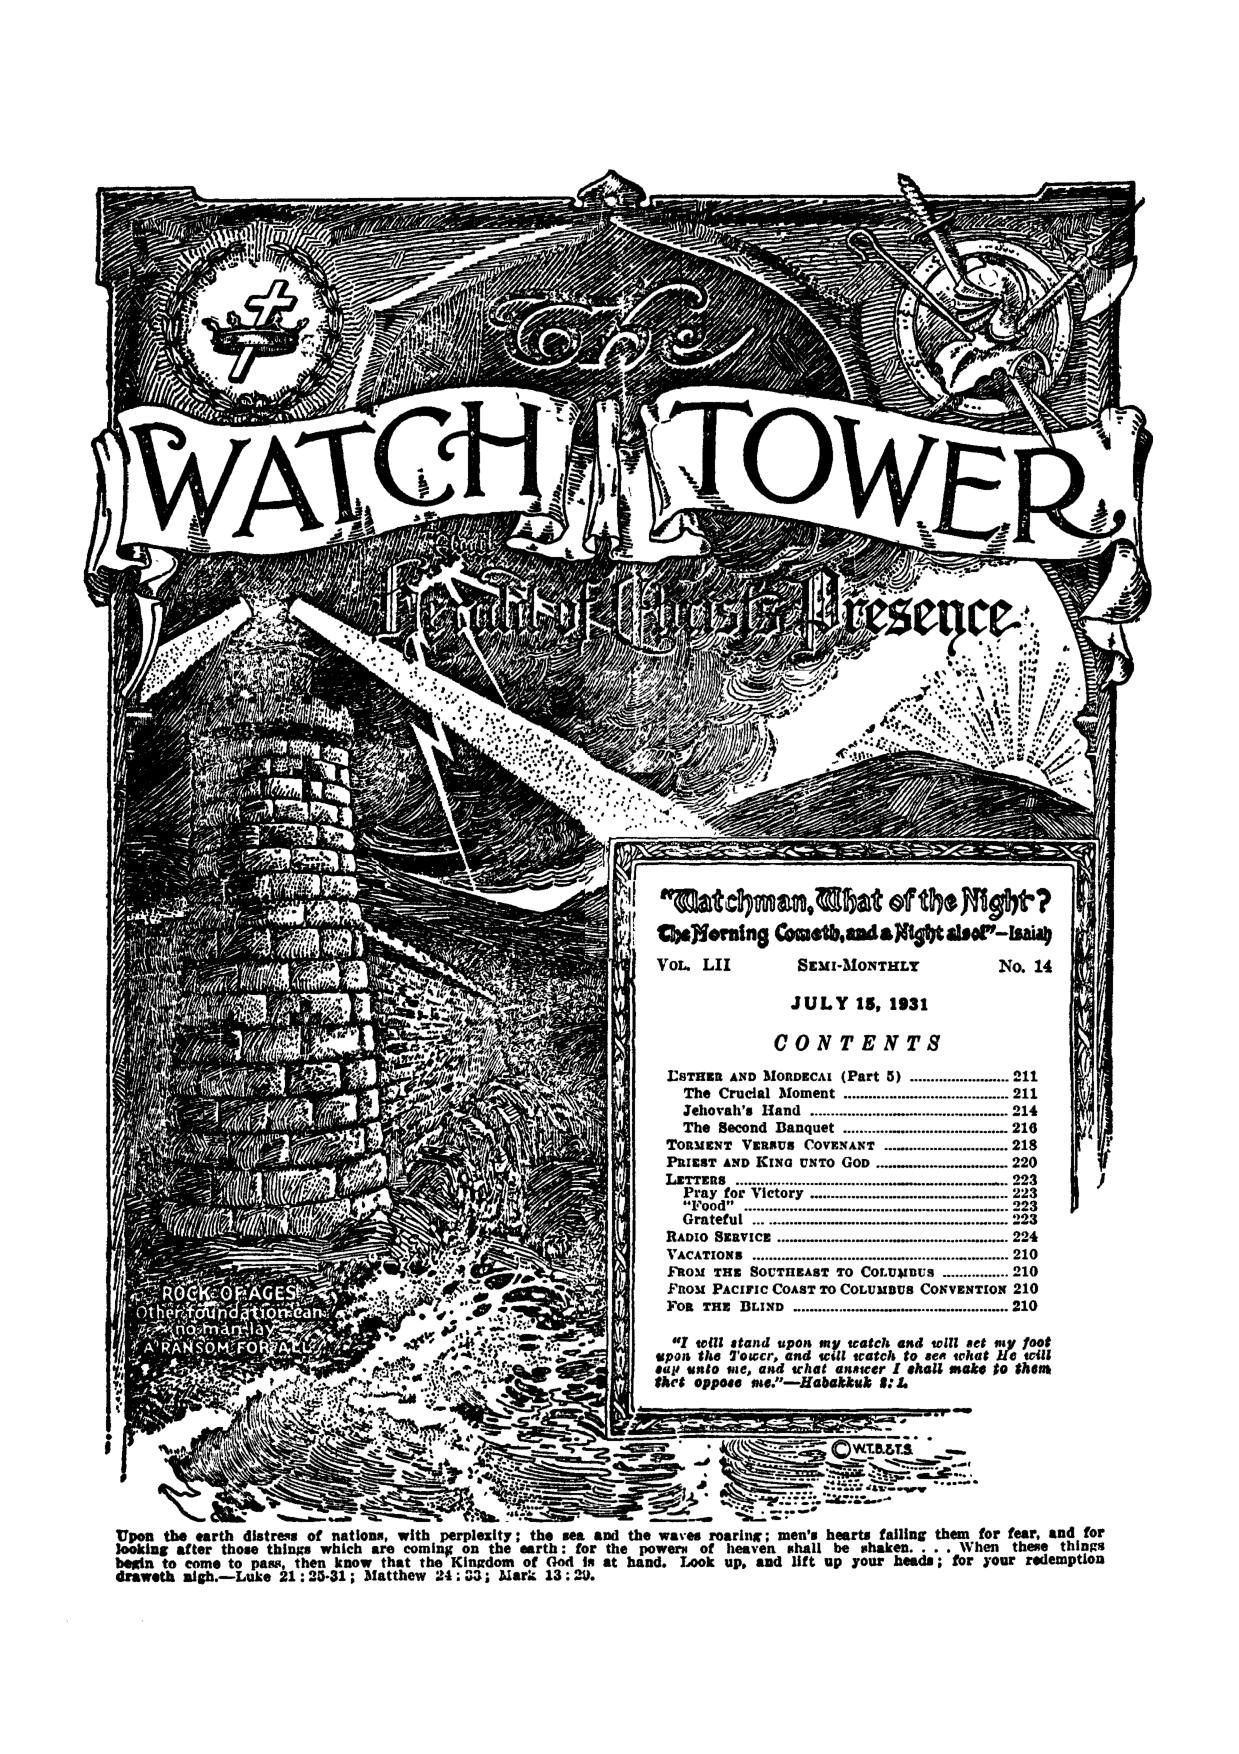 The
WATCH TOWER
And
Herald of Christ's Presence
"Watchman, What of the Night?
The Morning Cometh, and a Night also!"—Isaiah
VOL. LII SEMI-MONTHLY No. 14
JULY 15, 1931
CONTENTS
ESTHER AND MORDECAI (Part 5) 211
The Crucial Moment 211
Jehovah's Hand 214
The Second Banquet 216
TORMENT VERSUS COVENANT 218
PRIEST AND KING UNTO GOD 220
LETTERS 223
Pray for Victory 223
"Food" 223
Grateful 223
RADIO SERVICE 224
VACATIONS 210
FROM THE SOUTHEAST TO COLUMBUS 210
FROM PACIFIC COAST TO COLUMBUS CONVENTION 210
FOR THE BLIND 210
"I will stand upon my watch and will set my foot
upon the Tower, and will watch to see what He will
say unto me, and what answer I shall make to them
that oppose me."—Habakkuk 2:1.
ROCK OF AGES
Other foundation can
no man lay
A RANSOM FOR ALL
© W.T.B.&T.S.
Upon the earth distress of nations, with perplexity; the sea and the waves roaring; men's hearts failing them for fear, and for
looking after those things which are coming on the earth: for the powers of heaven shall be shaken. . . . When these things
begin to come to pass, then know that the Kingdom of God is at hand. Look up, and lift up your heads; for your redemption
draweth nigh.—Luke 21:25-31; Matthew 24:33; Mark 13:29.